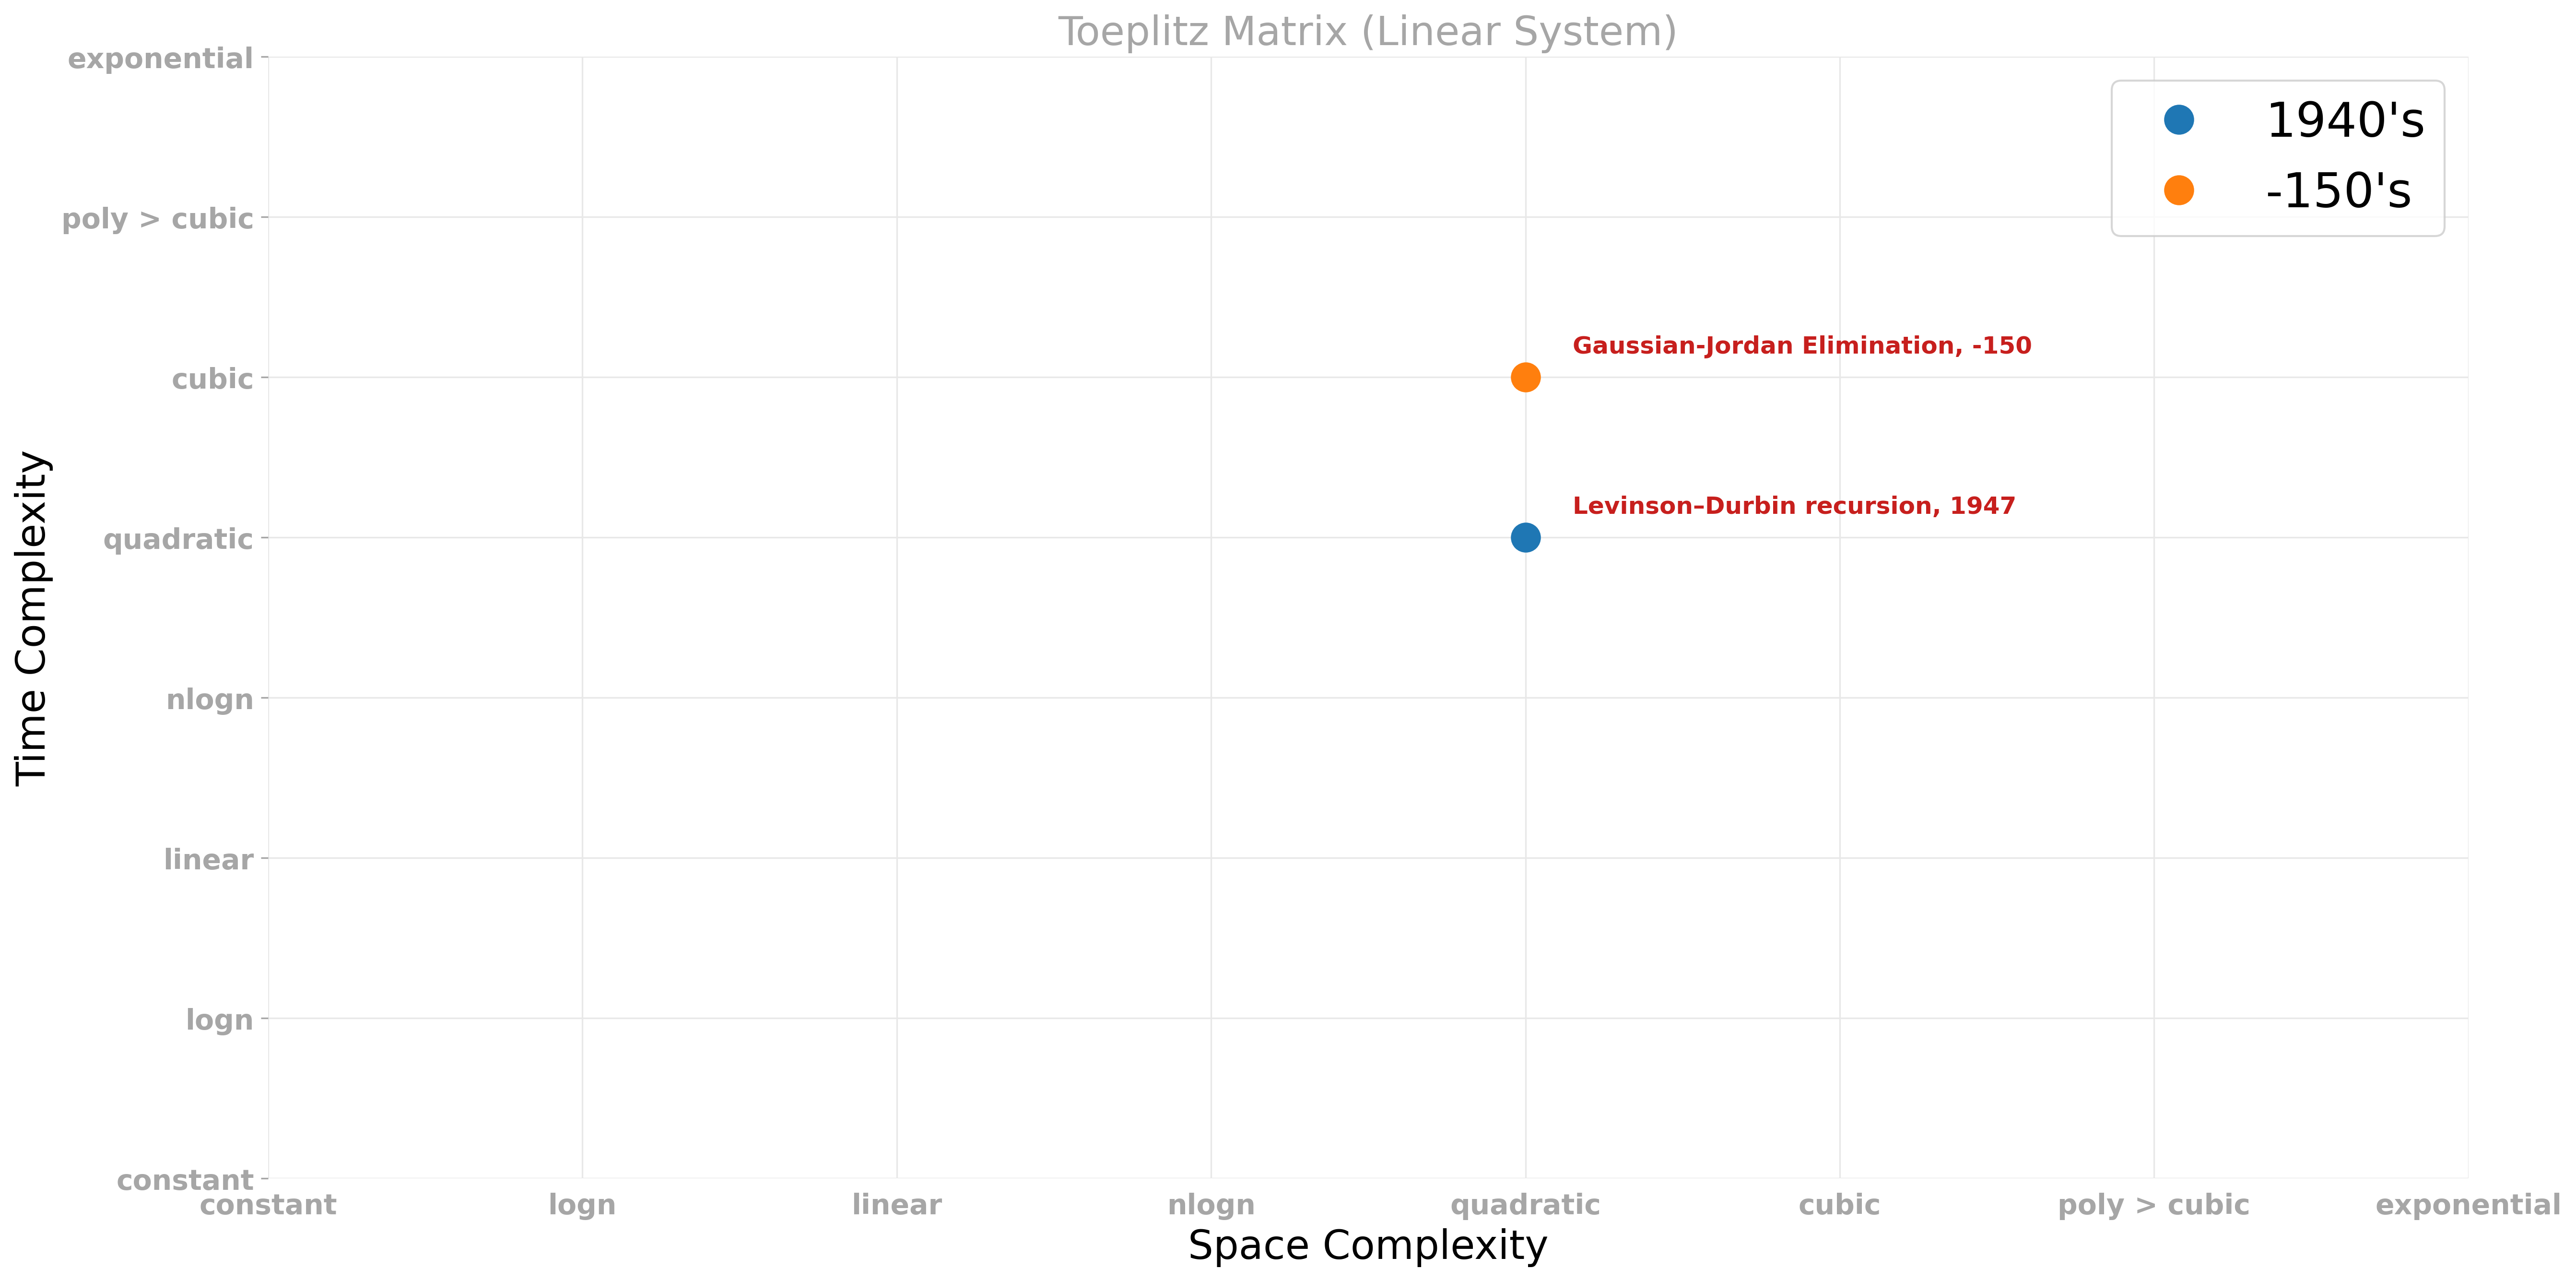 Toeplitz Matrix (Linear System)
exponential
poly > cubic
cubic
quadratic
nlogn
linear
logn
constant
Time Complexity
1940's
-150's
Gaussian-Jordan Elimination, -150
Levinson–Durbin recursion, 1947
constant logn linear nlogn quadratic cubic poly > cubic exponential
Space Complexity